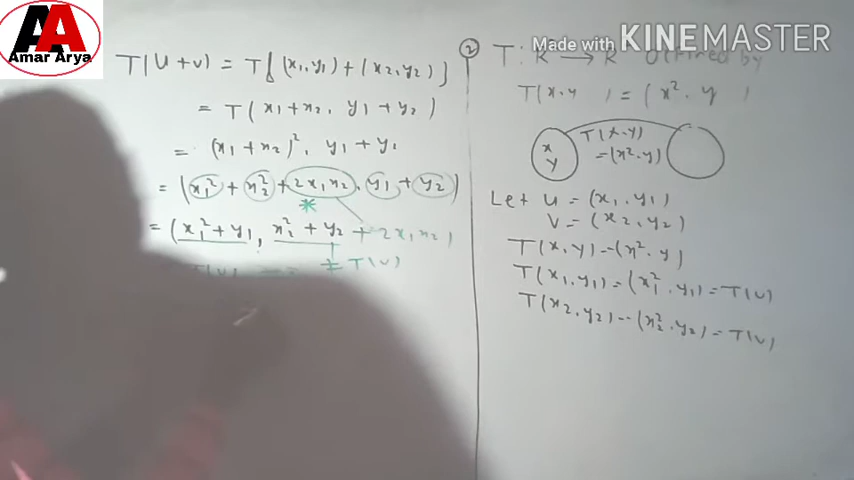 Amar Arya
Made with KINEMASTER
T(U+v) = T{(x₁,y₁)+(x₂,y₂)}
= T(x₁+x₂, y₁+y₂)
= (x₁+x₂)², y₁+y₂
= (x₁²+x₂²+2x₁x₂, y₁+y₂)
*
= (x₁²+y₁, x₂²+y₂+2x₁x₂)
≠ T(v)
② T: R → R defined by
T(x,y) = (x², y)
T(x,y)
x
y
=(x²,y)
Let u = (x₁,y₁)
v = (x₂,y₂)
T(x,y) = (x², y)
T(x₁,y₁) = (x₁², y₁) = T(u)
T(x₂,y₂) = (x₂², y₂) = T(v)